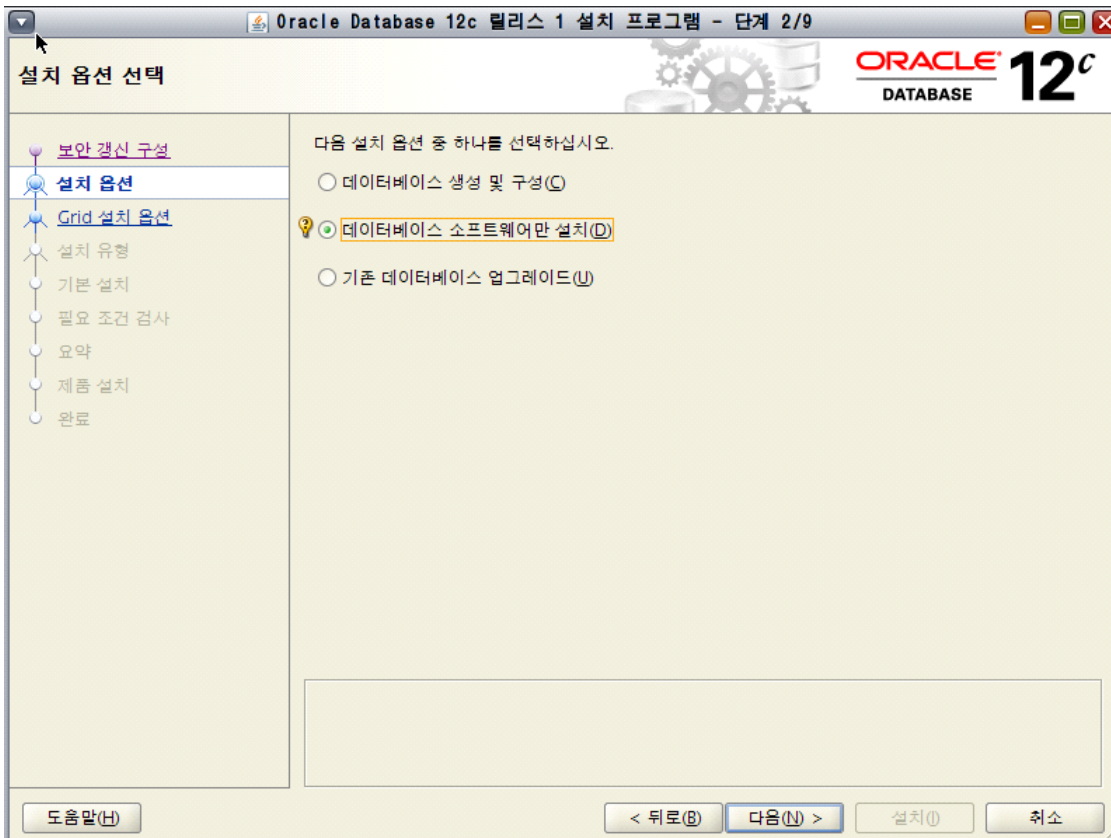 Oracle Database 12c 릴리스 1 설치 프로그램 - 단계 2/9
설치 옵션 선택
ORACLE
DATABASE
12c
보안 갱신 구성
설치 옵션
Grid 설치 옵션
설치 유형
기본 설치
필요 조건 검사
요약
제품 설치
완료
다음 설치 옵션 중 하나를 선택하십시오.
데이터베이스 생성 및 구성(C)
데이터베이스 소프트웨어만 설치(D)
기존 데이터베이스 업그레이드(U)
도움말(H)
< 뒤로(B)
다음(N) >
설치(I)
취소